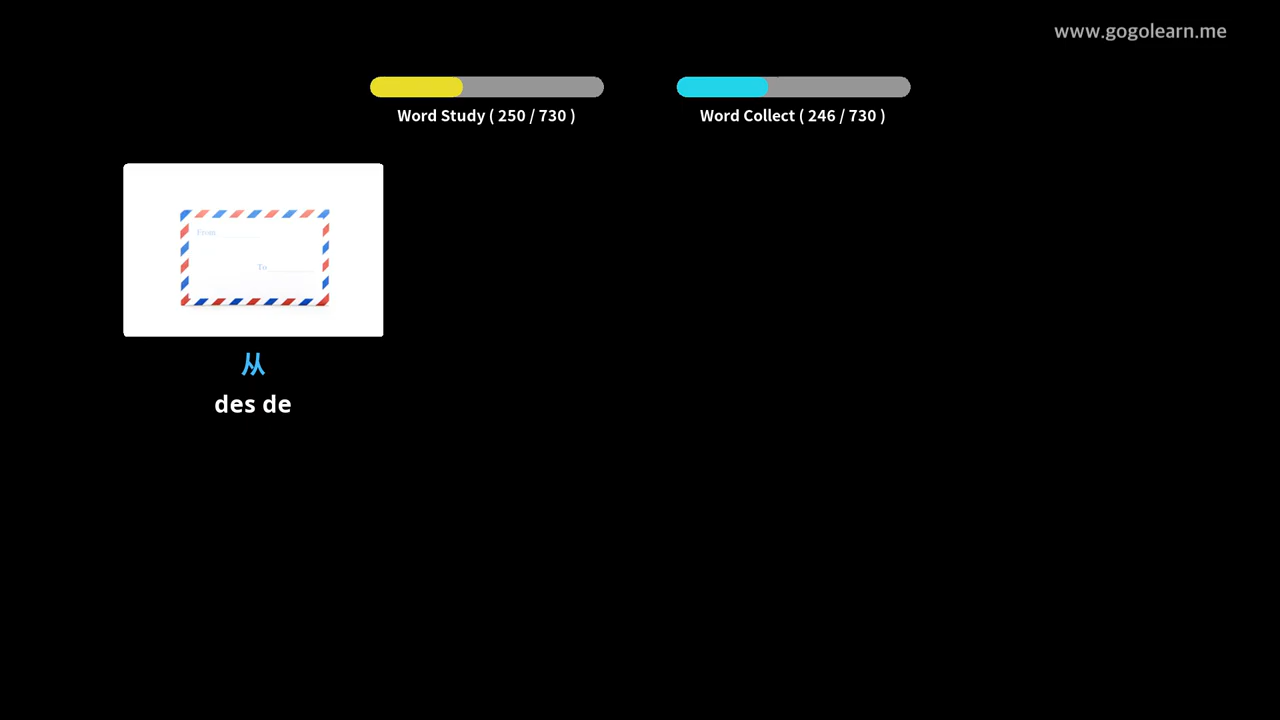 www.gogolearn.me
Word Study ( 250 / 730 )
Word Collect ( 246 / 730 )
From
To
从
des de